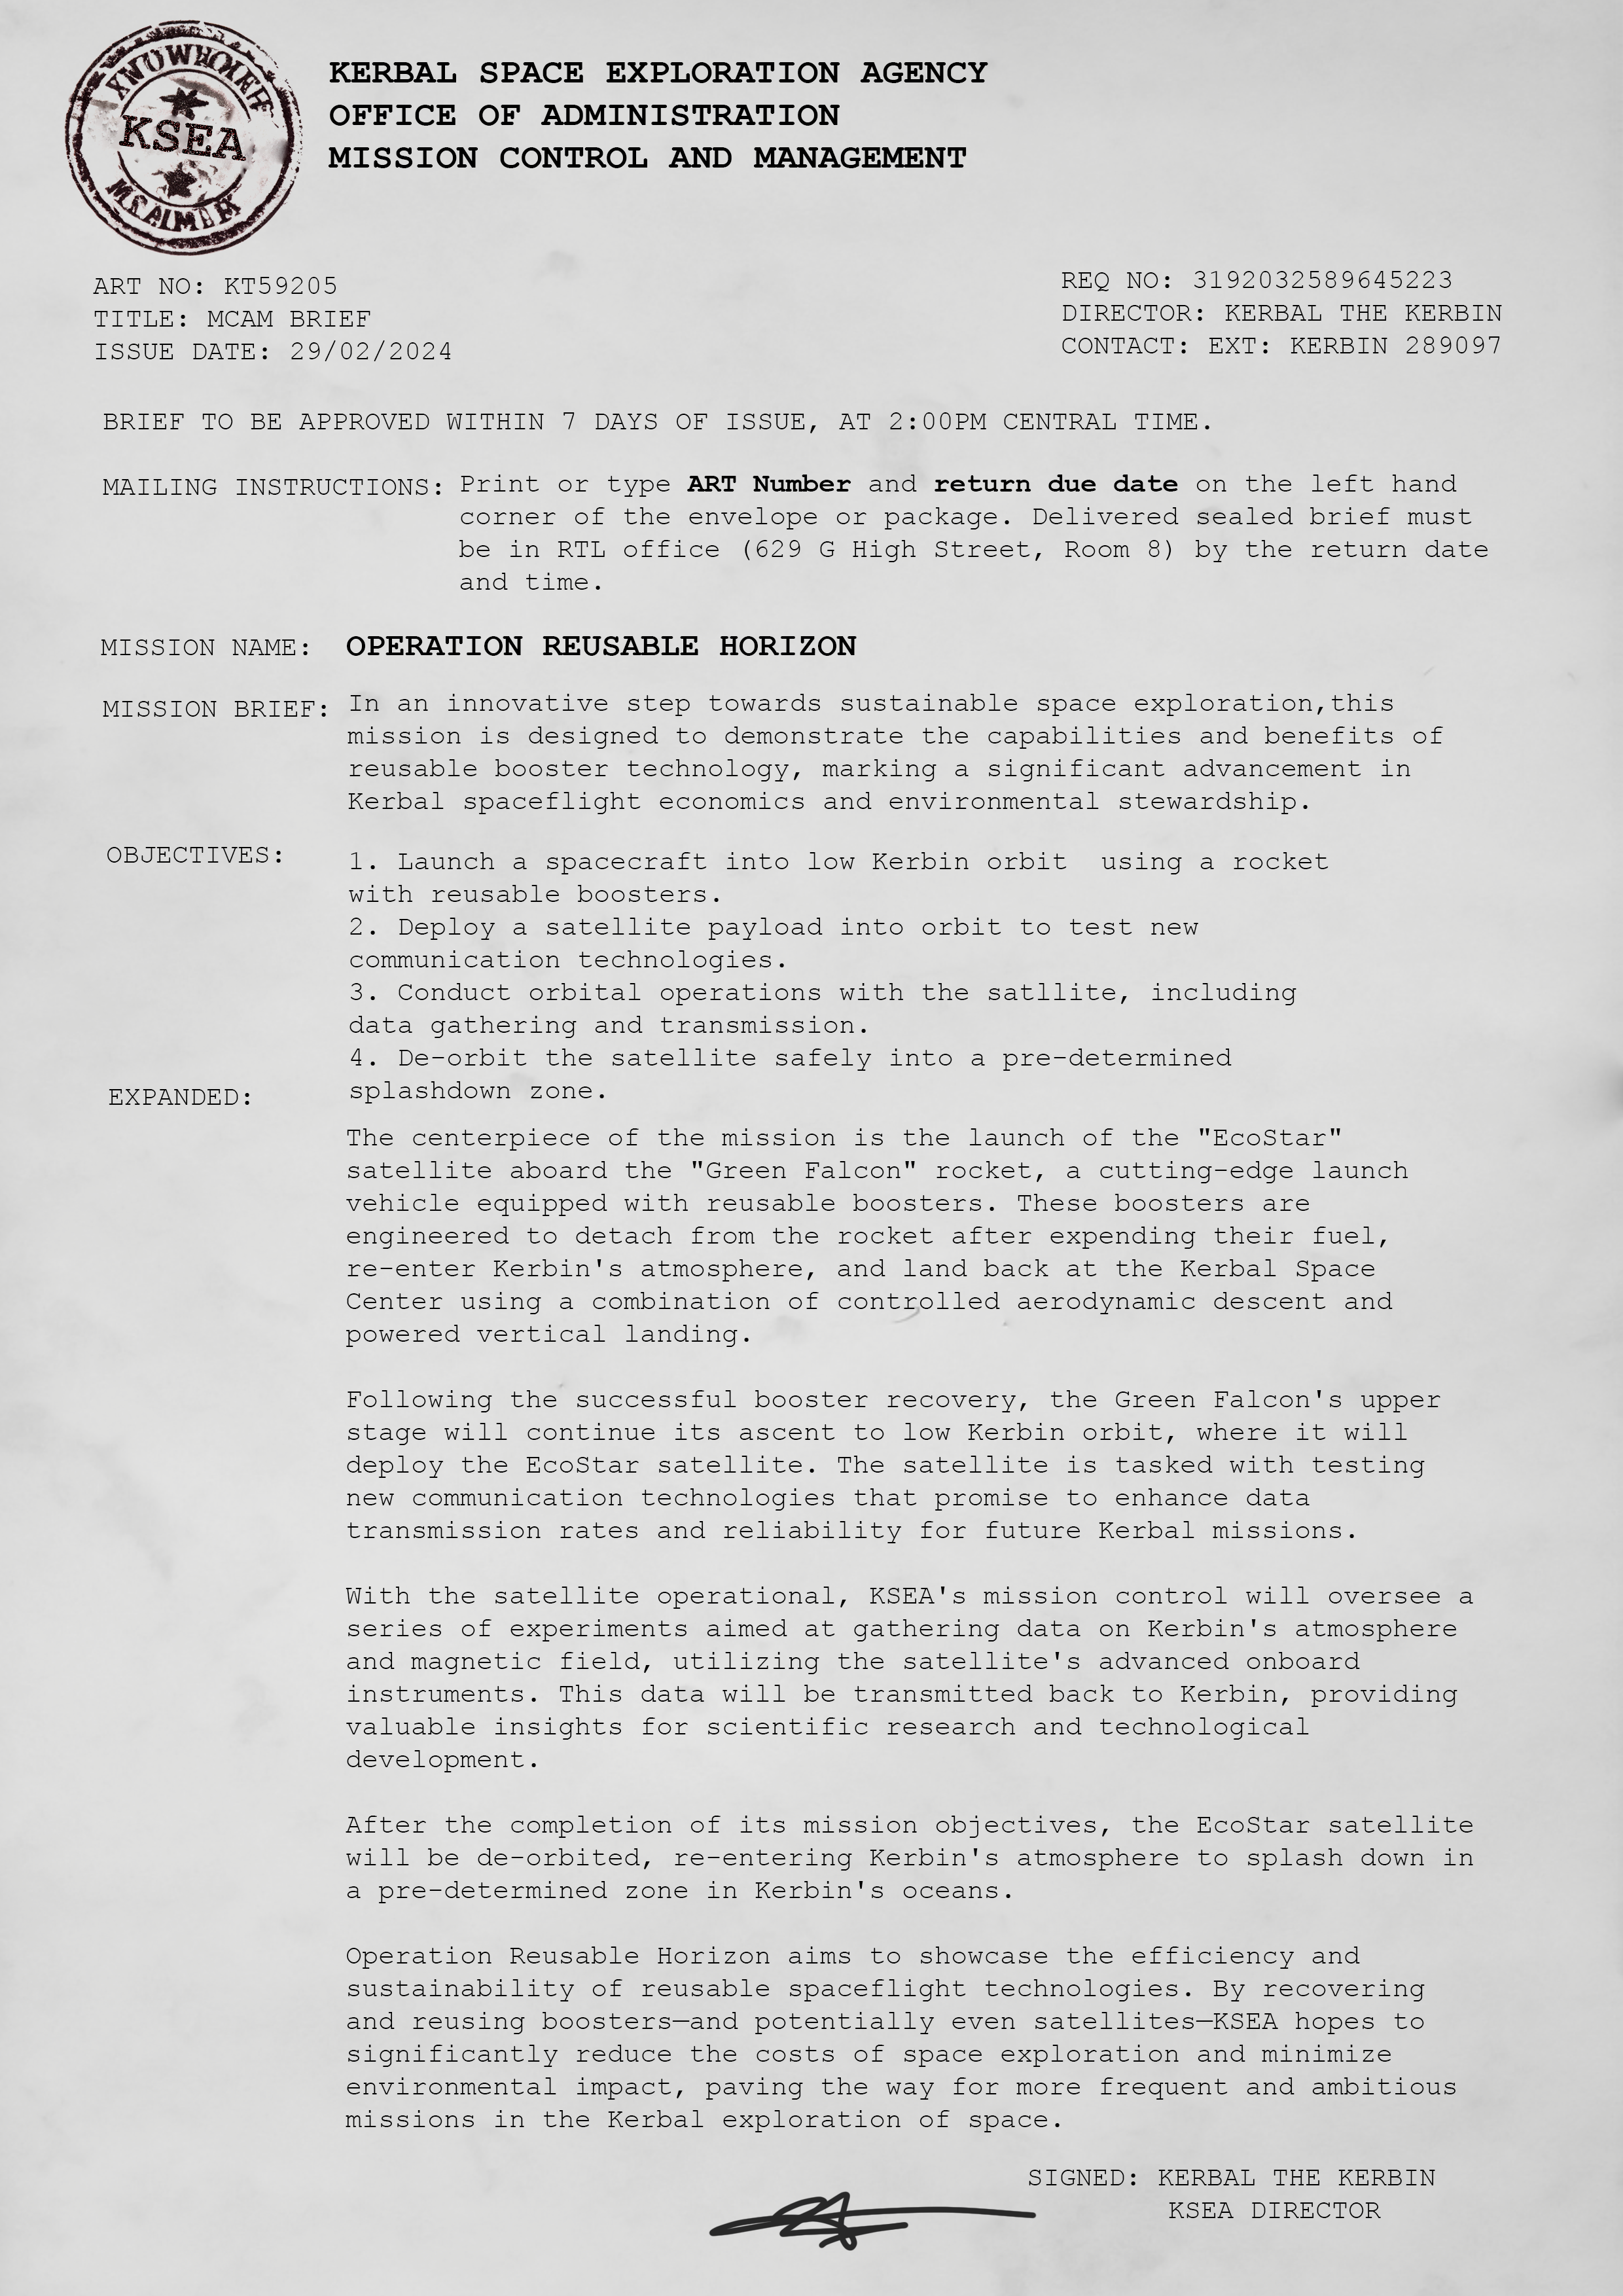 KSEA
KERBAL SPACE EXPLORATION AGENCY
OFFICE OF ADMINISTRATION
MISSION CONTROL AND MANAGEMENT
ART NO: KT59205
TITLE: MCAM BRIEF
ISSUE DATE: 29/02/2024
REQ NO: 3192032589645223
DIRECTOR: KERBAL THE KERBIN
CONTACT: EXT: KERBIN 289097
BRIEF TO BE APPROVED WITHIN 7 DAYS OF ISSUE, AT 2:00PM CENTRAL TIME.
MAILING INSTRUCTIONS: Print or type ART Number and return due date on the left hand
corner of the envelope or package. Delivered sealed brief must
be in RTL office (629 G High Street, Room 8) by the return date
and time.
MISSION NAME: OPERATION REUSABLE HORIZON
MISSION BRIEF: In an innovative step towards sustainable space exploration,this
mission is designed to demonstrate the capabilities and benefits of
reusable booster technology, marking a significant advancement in
Kerbal spaceflight economics and environmental stewardship.
OBJECTIVES: 1. Launch a spacecraft into low Kerbin orbit  using a rocket
with reusable boosters.
2. Deploy a satellite payload into orbit to test new
communication technologies.
3. Conduct orbital operations with the satllite, including
data gathering and transmission.
4. De-orbit the satellite safely into a pre-determined
splashdown zone.
EXPANDED:
The centerpiece of the mission is the launch of the "EcoStar"
satellite aboard the "Green Falcon" rocket, a cutting-edge launch
vehicle equipped with reusable boosters. These boosters are
engineered to detach from the rocket after expending their fuel,
re-enter Kerbin's atmosphere, and land back at the Kerbal Space
Center using a combination of controlled aerodynamic descent and
powered vertical landing.
Following the successful booster recovery, the Green Falcon's upper
stage will continue its ascent to low Kerbin orbit, where it will
deploy the EcoStar satellite. The satellite is tasked with testing
new communication technologies that promise to enhance data
transmission rates and reliability for future Kerbal missions.
With the satellite operational, KSEA's mission control will oversee a
series of experiments aimed at gathering data on Kerbin's atmosphere
and magnetic field, utilizing the satellite's advanced onboard
instruments. This data will be transmitted back to Kerbin, providing
valuable insights for scientific research and technological
development.
After the completion of its mission objectives, the EcoStar satellite
will be de-orbited, re-entering Kerbin's atmosphere to splash down in
a pre-determined zone in Kerbin's oceans.
Operation Reusable Horizon aims to showcase the efficiency and
sustainability of reusable spaceflight technologies. By recovering
and reusing boosters—and potentially even satellites—KSEA hopes to
significantly reduce the costs of space exploration and minimize
environmental impact, paving the way for more frequent and ambitious
missions in the Kerbal exploration of space.
SIGNED: KERBAL THE KERBIN
KSEA DIRECTOR